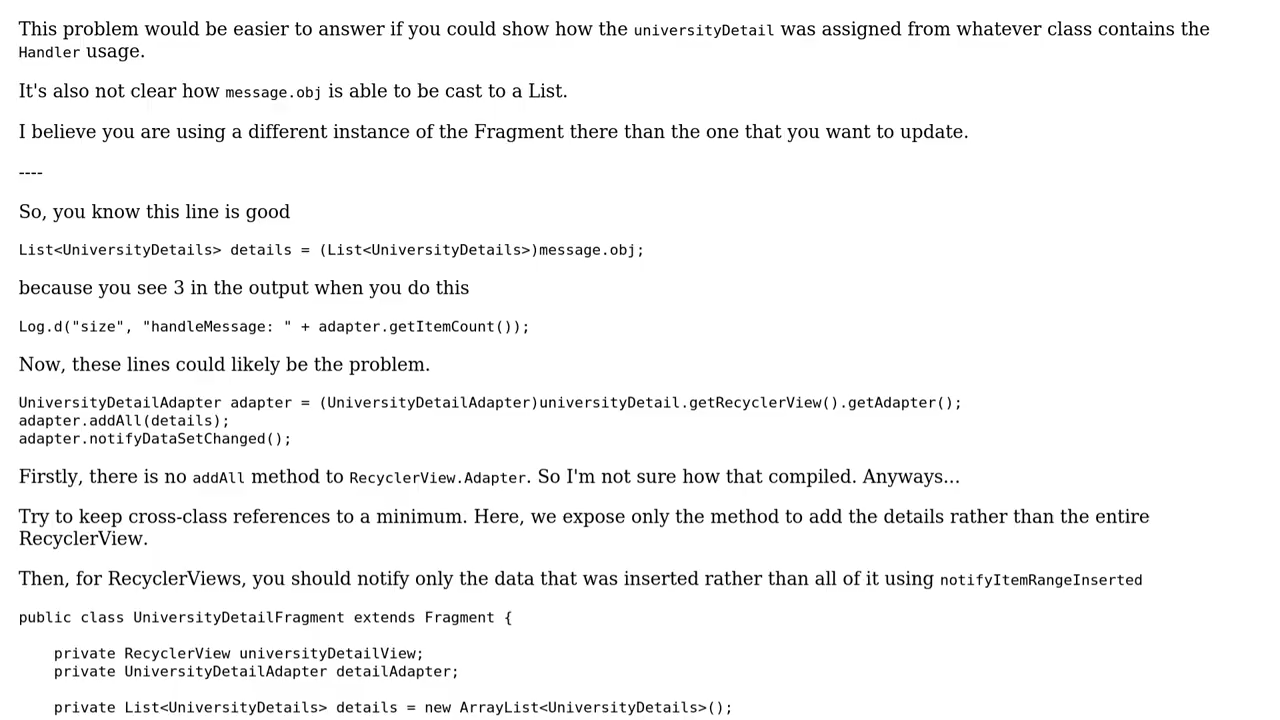 This problem would be easier to answer if you could show how the universityDetail was assigned from whatever class contains the
Handler usage.
It's also not clear how message.obj is able to be cast to a List.
I believe you are using a different instance of the Fragment there than the one that you want to update.
----
So, you know this line is good
List<UniversityDetails> details = (List<UniversityDetails>)message.obj;
because you see 3 in the output when you do this
Log.d("size", "handleMessage: " + adapter.getItemCount());
Now, these lines could likely be the problem.
UniversityDetailAdapter adapter = (UniversityDetailAdapter)universityDetail.getRecyclerView().getAdapter();
adapter.addAll(details);
adapter.notifyDataSetChanged();
Firstly, there is no addAll method to RecyclerView.Adapter. So I'm not sure how that compiled. Anyways...
Try to keep cross-class references to a minimum. Here, we expose only the method to add the details rather than the entire
RecyclerView.
Then, for RecyclerViews, you should notify only the data that was inserted rather than all of it using notifyItemRangeInserted
public class UniversityDetailFragment extends Fragment {
    private RecyclerView universityDetailView;
    private UniversityDetailAdapter detailAdapter;
    private List<UniversityDetails> details = new ArrayList<UniversityDetails>();